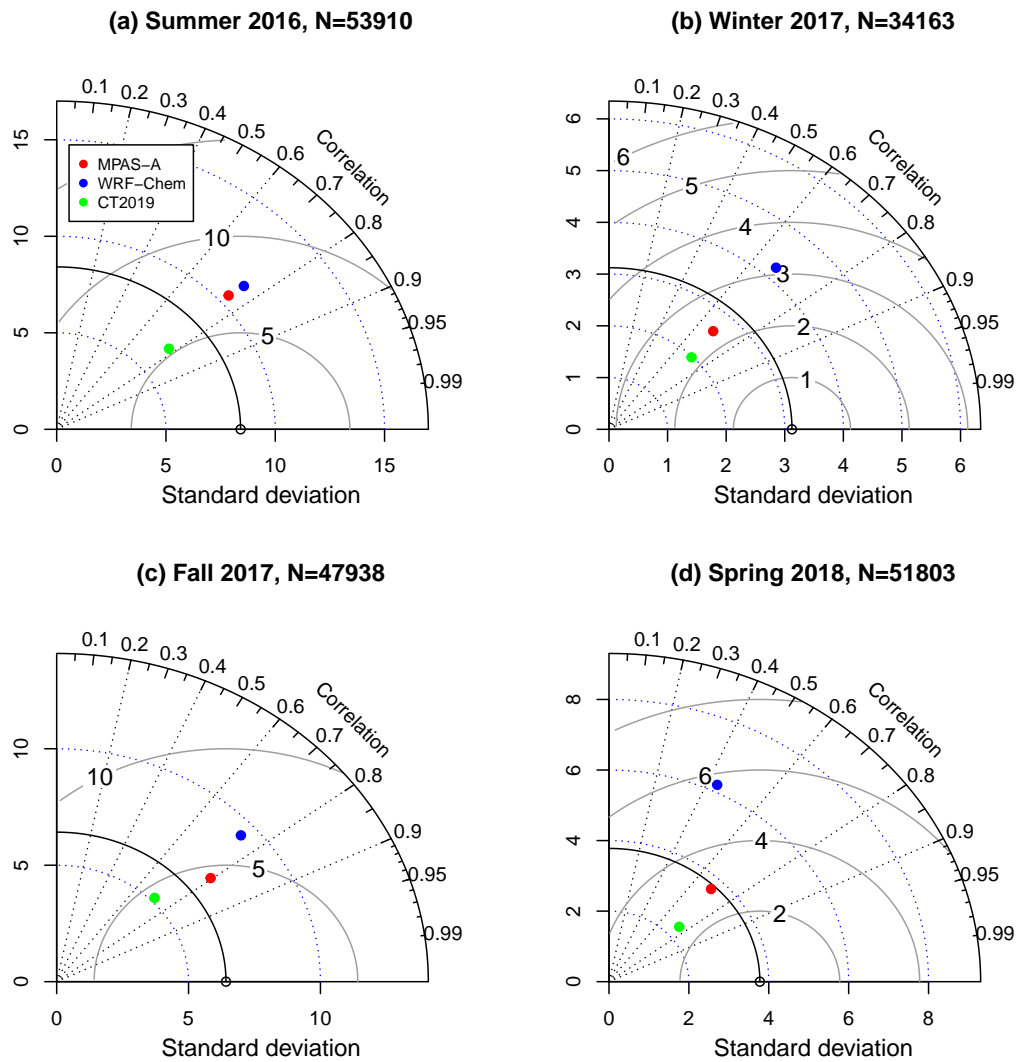 (a) Summer 2016, N=53910
0.1 0.2 0.3 0.4 0.5 0.6 0.7 0.8 0.9 0.95 0.99
Correlation
15
10
5
0
MPAS-A
WRF-Chem
CT2019
10
5
0 5 10 15
Standard deviation
(b) Winter 2017, N=34163
0.1 0.2 0.3 0.4 0.5 0.6 0.7 0.8 0.9 0.95 0.99
Correlation
6
5
4
3
2
1
0
6
5
4
3
2
1
0 1 2 3 4 5 6
Standard deviation
(c) Fall 2017, N=47938
0.1 0.2 0.3 0.4 0.5 0.6 0.7 0.8 0.9 0.95 0.99
Correlation
10
5
0
10
5
0 5 10
Standard deviation
(d) Spring 2018, N=51803
0.1 0.2 0.3 0.4 0.5 0.6 0.7 0.8 0.9 0.95 0.99
Correlation
8
6
4
2
0
6
4
2
0 2 4 6 8
Standard deviation